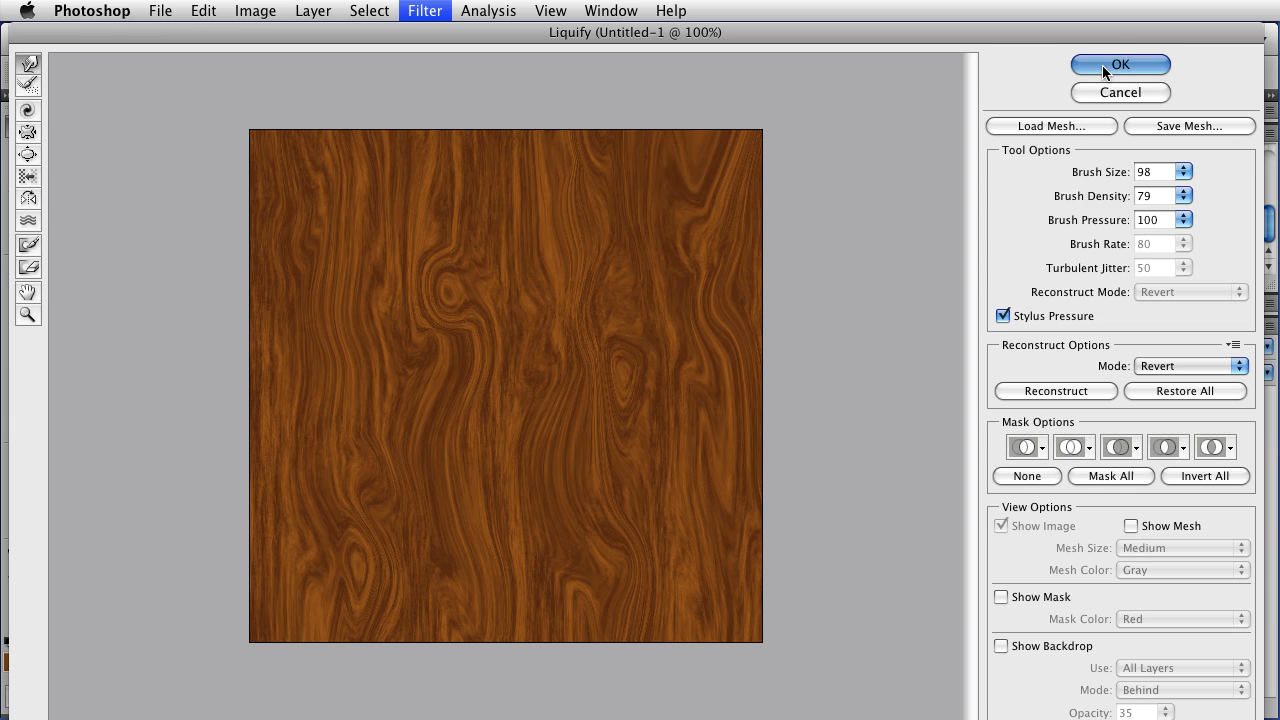 Photoshop File Edit Image Layer Select Filter Analysis View Window Help
Liquify (Untitled-1 @ 100%)
OK
Cancel
Load Mesh... Save Mesh...
Tool Options
Brush Size: 98
Brush Density: 79
Brush Pressure: 100
Brush Rate: 80
Turbulent Jitter: 50
Reconstruct Mode: Revert
Stylus Pressure
Reconstruct Options
Mode: Revert
Reconstruct Restore All
Mask Options
None Mask All Invert All
View Options
Show Image Show Mesh
Mesh Size: Medium
Mesh Color: Gray
Show Mask
Mask Color: Red
Show Backdrop
Use: All Layers
Mode: Behind
Opacity: 35